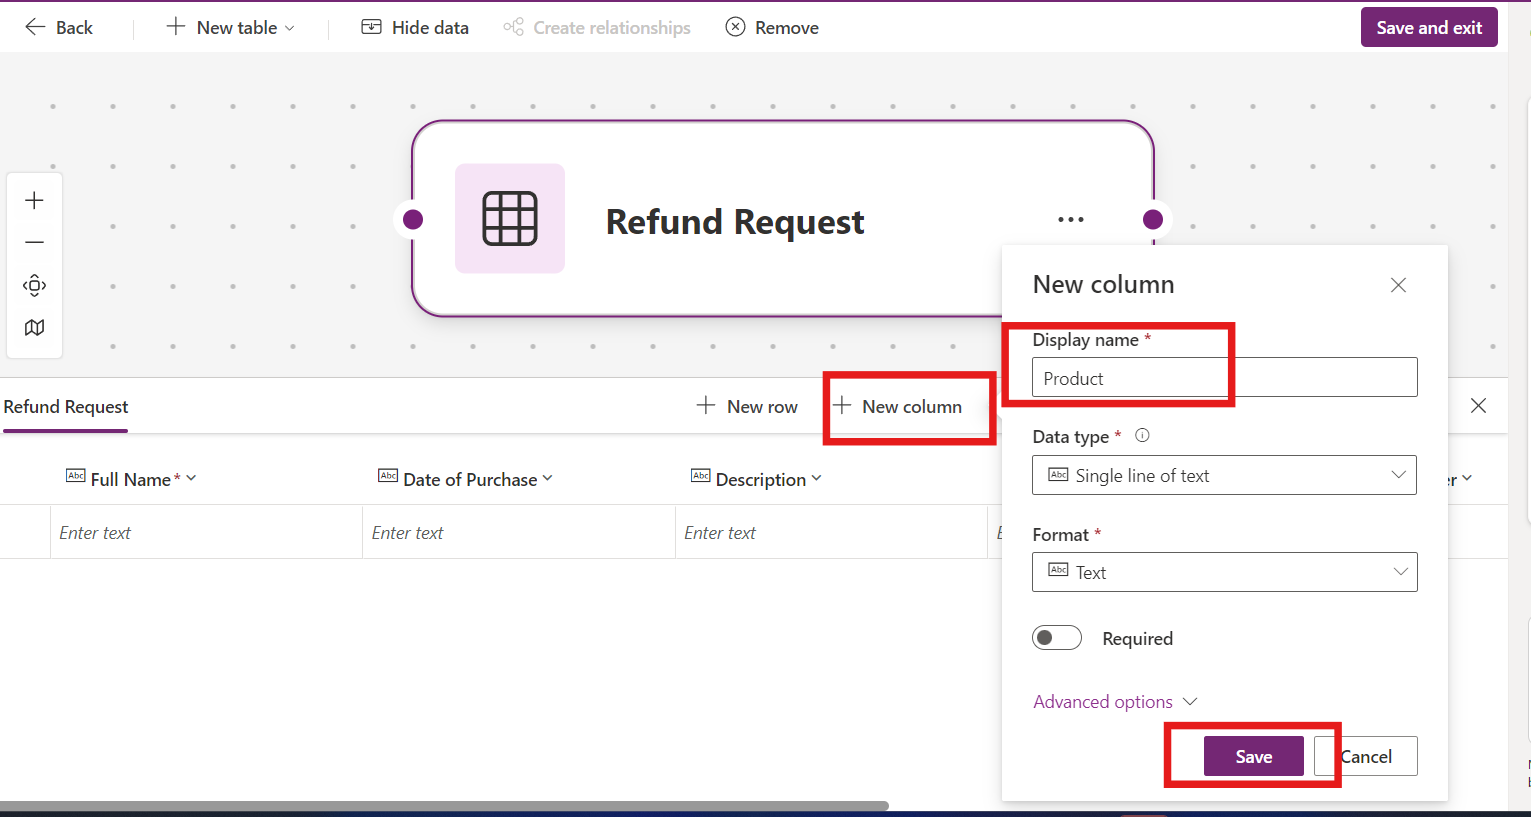 Back
New table
Hide data
Create relationships
Remove
Save and exit
Refund Request
New column
Display name *
Product
Refund Request
New row
New column
Data type *
Abc Single line of text
Abc Full Name *
Abc Date of Purchase
Abc Description
er
Enter text
Enter text
Enter text
Format *
Abc Text
Required
Advanced options
Save
Cancel